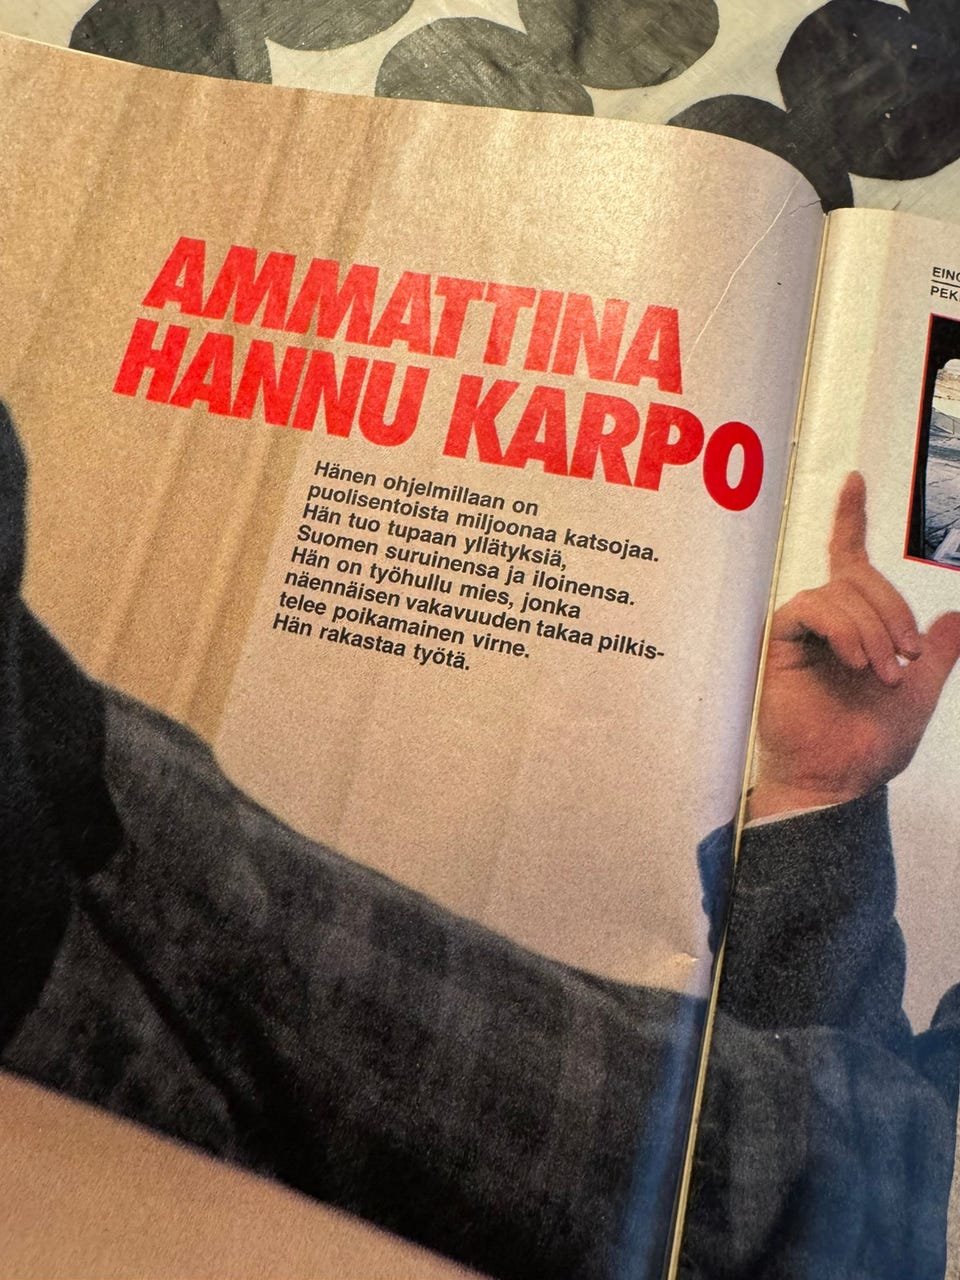 AMMATTINA
HANNU KARPO
Hänen ohjelmillaan on
puolisentoista miljoonaa katsojaa.
Hän tuo tupaan yllätyksiä,
Suomen suruinensa ja iloinensa.
Hän on työhullu mies, jonka
näennäisen vakavuuden takaa pilkis-
telee poikamainen virne.
Hän rakastaa työtä.